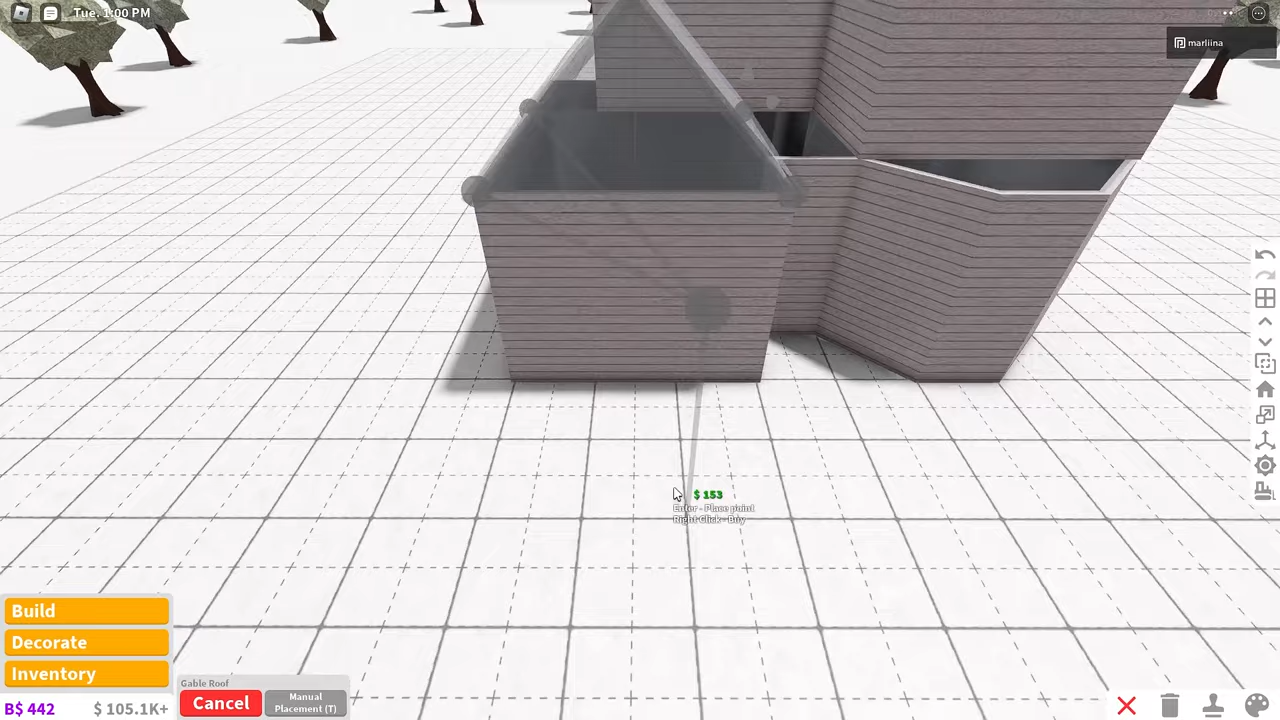 Tue. 1:00 PM
marliina
$ 153
Enter - Place point
Right Click - Buy
Build
Decorate
Inventory
B$ 442
$ 105.1K+
Gable Roof
Cancel
Manual
Placement (T)